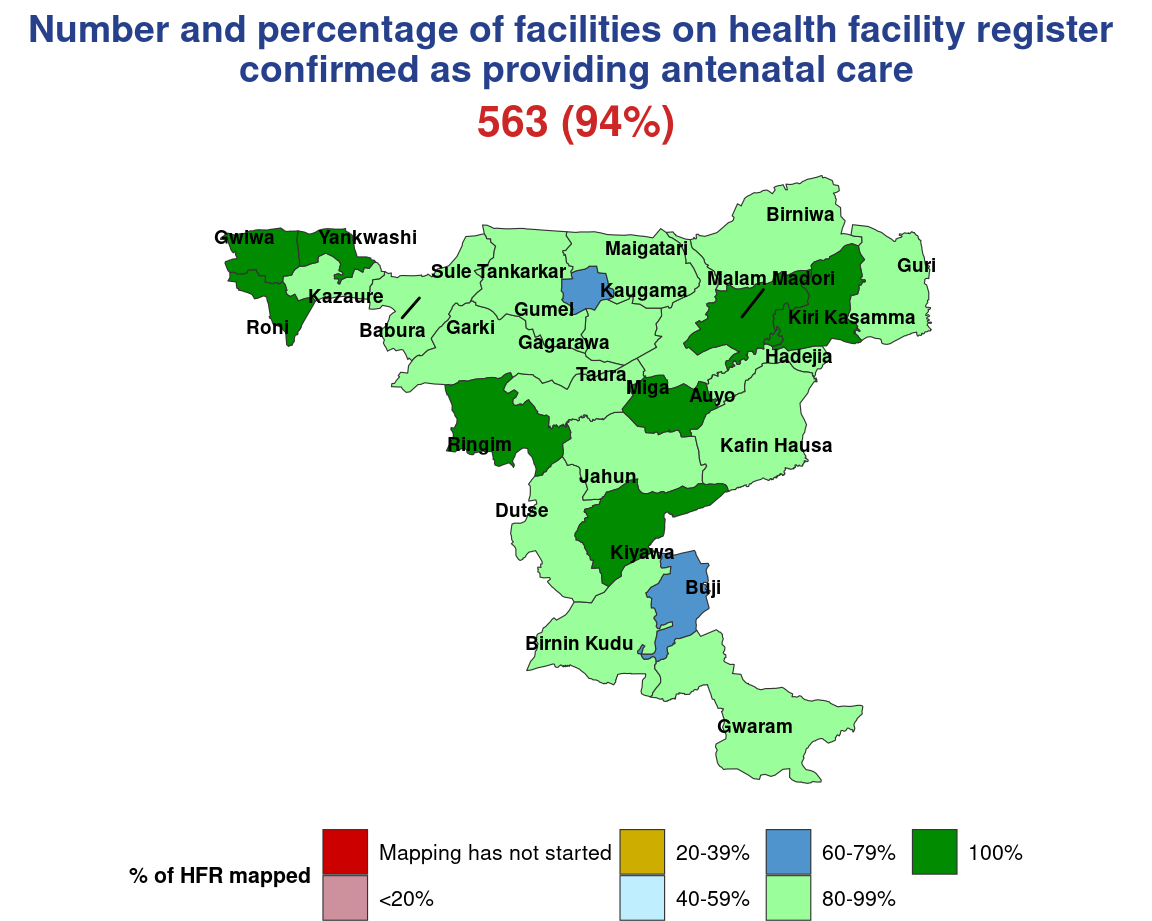 Number and percentage of facilities on health facility register
confirmed as providing antenatal care
563 (94%)
Birniwa
Gwiwa
Yankwashi
Maigatari
Guri
Sule Tankarkar
Malam Madori
Kaugama
Kazaure
Gumel
Kiri Kasamma
Roni
Babura
Garki
Gagarawa
Hadejia
Taura
Miga
Auyo
Ringim
Kafin Hausa
Jahun
Dutse
Kiyawa
Buji
Birnin Kudu
Gwaram
% of HFR mapped
Mapping has not started
<20%
20-39%
40-59%
60-79%
80-99%
100%